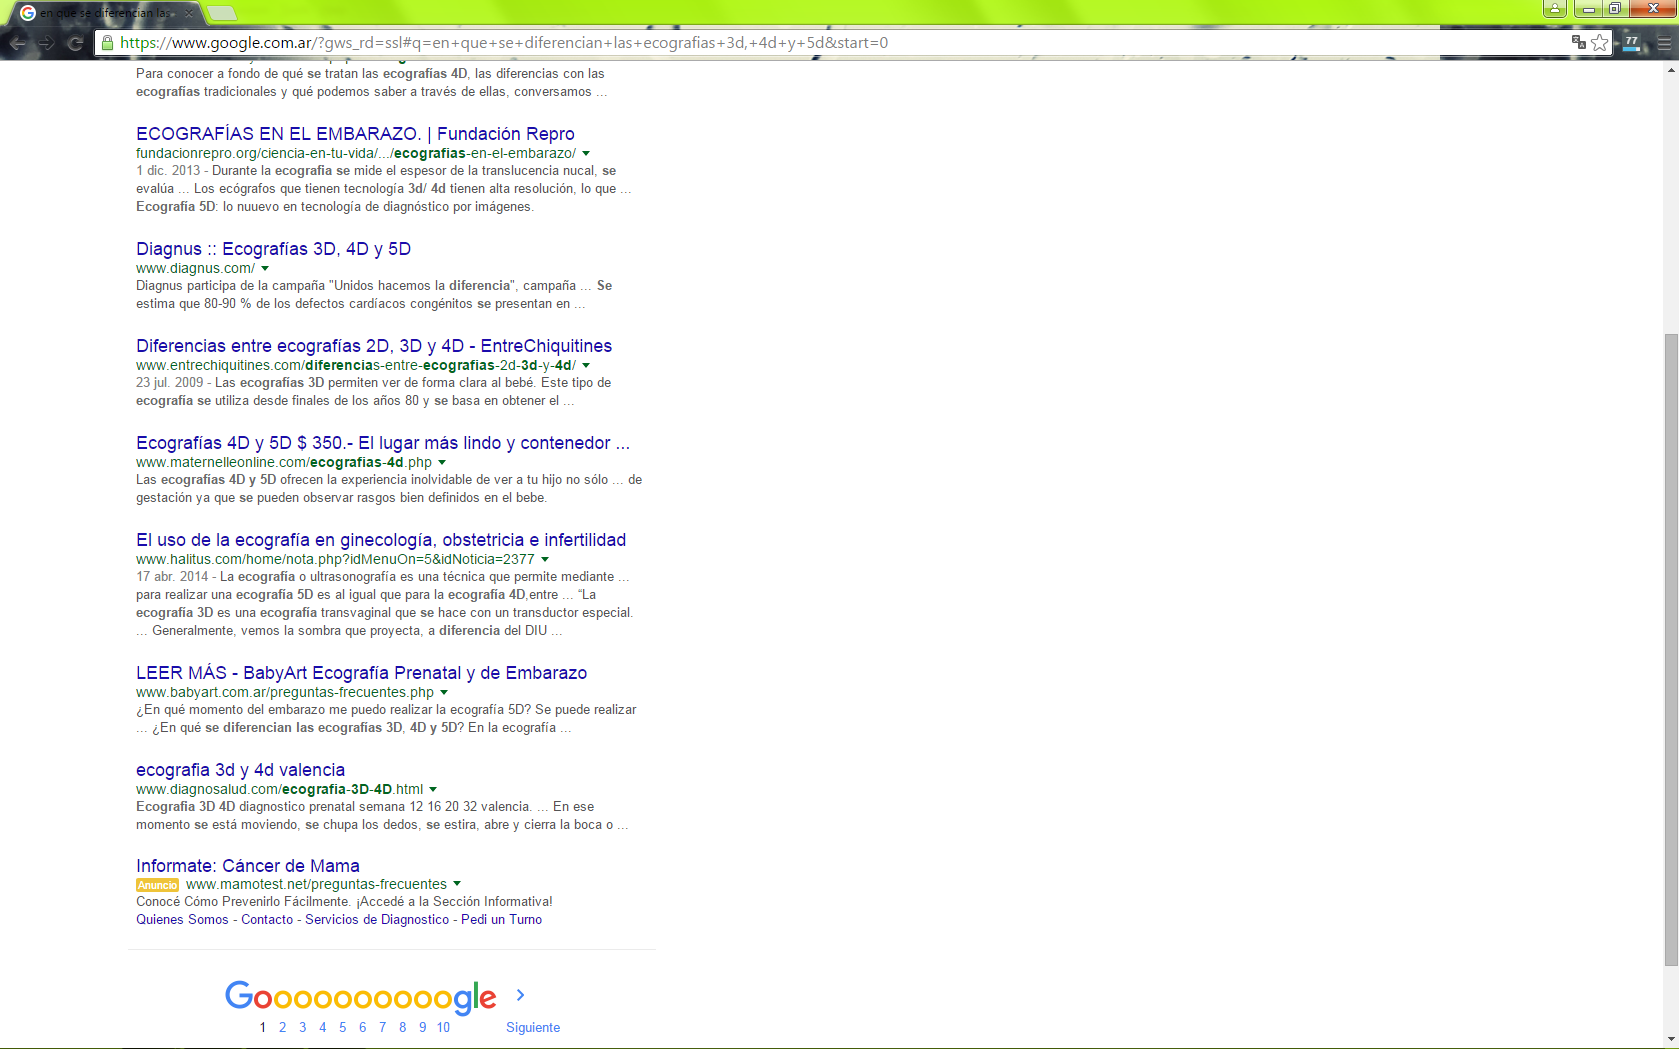 en que se diferencian las
https://www.google.com.ar/?gws_rd=ssl#q=en+que+se+diferencian+las+ecografias+3d,+4d+y+5d&start=0
77
Para conocer a fondo de qué se tratan las ecografías 4D, las diferencias con las
ecografías tradicionales y qué podemos saber a través de ellas, conversamos ...
ECOGRAFÍAS EN EL EMBARAZO. | Fundación Repro
fundacionrepro.org/ciencia-en-tu-vida/.../ecografias-en-el-embarazo/
1 dic. 2013 - Durante la ecografia se mide el espesor de la translucencia nucal, se
evalúa ... Los ecógrafos que tienen tecnología 3d/ 4d tienen alta resolución, lo que ...
Ecografía 5D: lo nuuevo en tecnología de diagnóstico por imágenes.
Diagnus :: Ecografías 3D, 4D y 5D
www.diagnus.com/
Diagnus participa de la campaña "Unidos hacemos la diferencia", campaña ... Se
estima que 80-90 % de los defectos cardíacos congénitos se presentan en ...
Diferencias entre ecografías 2D, 3D y 4D - EntreChiquitines
www.entrechiquitines.com/diferencias-entre-ecografias-2d-3d-y-4d/
23 jul. 2009 - Las ecografías 3D permiten ver de forma clara al bebé. Este tipo de
ecografía se utiliza desde finales de los años 80 y se basa en obtener el ...
Ecografías 4D y 5D $ 350.- El lugar más lindo y contenedor ...
www.maternelleonline.com/ecografias-4d.php
Las ecografías 4D y 5D ofrecen la experiencia inolvidable de ver a tu hijo no sólo ... de
gestación ya que se pueden observar rasgos bien definidos en el bebe.
El uso de la ecografía en ginecología, obstetricia e infertilidad
www.halitus.com/home/nota.php?idMenuOn=5&idNoticia=2377
17 abr. 2014 - La ecografía o ultrasonografía es una técnica que permite mediante ...
para realizar una ecografía 5D es al igual que para la ecografía 4D,entre ... “La
ecografía 3D es una ecografía transvaginal que se hace con un transductor especial.
... Generalmente, vemos la sombra que proyecta, a diferencia del DIU ...
LEER MÁS - BabyArt Ecografía Prenatal y de Embarazo
www.babyart.com.ar/preguntas-frecuentes.php
¿En qué momento del embarazo me puedo realizar la ecografía 5D? Se puede realizar
... ¿En qué se diferencian las ecografías 3D, 4D y 5D? En la ecografía ...
ecografia 3d y 4d valencia
www.diagnosalud.com/ecografia-3D-4D.html
Ecografia 3D 4D diagnostico prenatal semana 12 16 20 32 valencia. ... En ese
momento se está moviendo, se chupa los dedos, se estira, abre y cierra la boca o ...
Informate: Cáncer de Mama
Anuncio www.mamotest.net/preguntas-frecuentes
Conocé Cómo Prevenirlo Fácilmente. ¡Accedé a la Sección Informativa!
Quienes Somos - Contacto - Servicios de Diagnostico - Pedi un Turno
Goooooooooogle
1 2 3 4 5 6 7 8 9 10 Siguiente